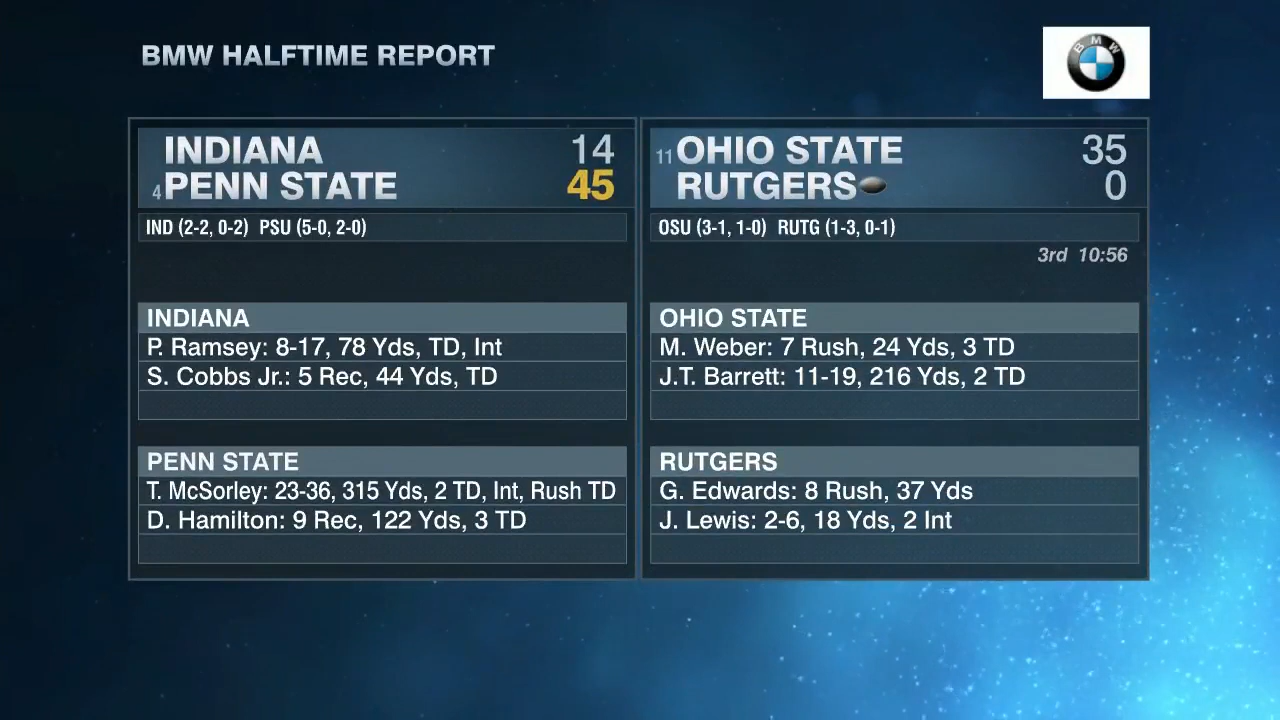 BMW HALFTIME REPORT
BMW
INDIANA 14
4 PENN STATE 45
IND (2-2, 0-2) PSU (5-0, 2-0)
INDIANA
P. Ramsey: 8-17, 78 Yds, TD, Int
S. Cobbs Jr.: 5 Rec, 44 Yds, TD
PENN STATE
T. McSorley: 23-36, 315 Yds, 2 TD, Int, Rush TD
D. Hamilton: 9 Rec, 122 Yds, 3 TD
11 OHIO STATE 35
RUTGERS 0
OSU (3-1, 1-0) RUTG (1-3, 0-1)
3rd 10:56
OHIO STATE
M. Weber: 7 Rush, 24 Yds, 3 TD
J.T. Barrett: 11-19, 216 Yds, 2 TD
RUTGERS
G. Edwards: 8 Rush, 37 Yds
J. Lewis: 2-6, 18 Yds, 2 Int